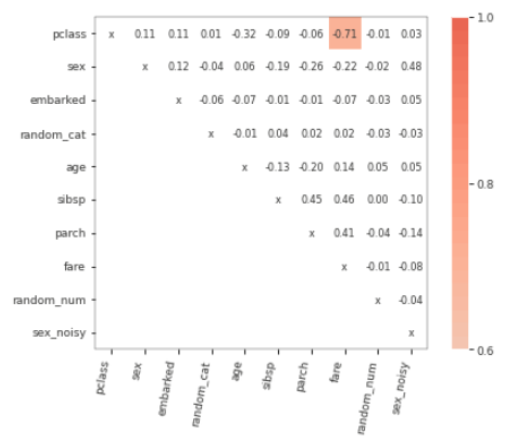 pclass x 0.11 0.11 0.01 -0.32 -0.09 -0.06 -0.71 -0.01 0.03
sex x 0.12 -0.04 0.06 -0.19 -0.26 -0.22 -0.02 0.48
embarked x -0.06 -0.07 -0.01 -0.01 -0.07 -0.03 0.05
random_cat x -0.01 0.04 0.02 0.02 -0.03 -0.03
age x -0.13 -0.20 0.14 0.05 0.05
sibsp x 0.45 0.46 0.00 -0.10
parch x 0.41 -0.04 -0.14
fare x -0.01 -0.08
random_num x -0.04
sex_noisy x
pclass sex embarked random_cat age sibsp parch fare random_num sex_noisy
1.0
0.8
0.6